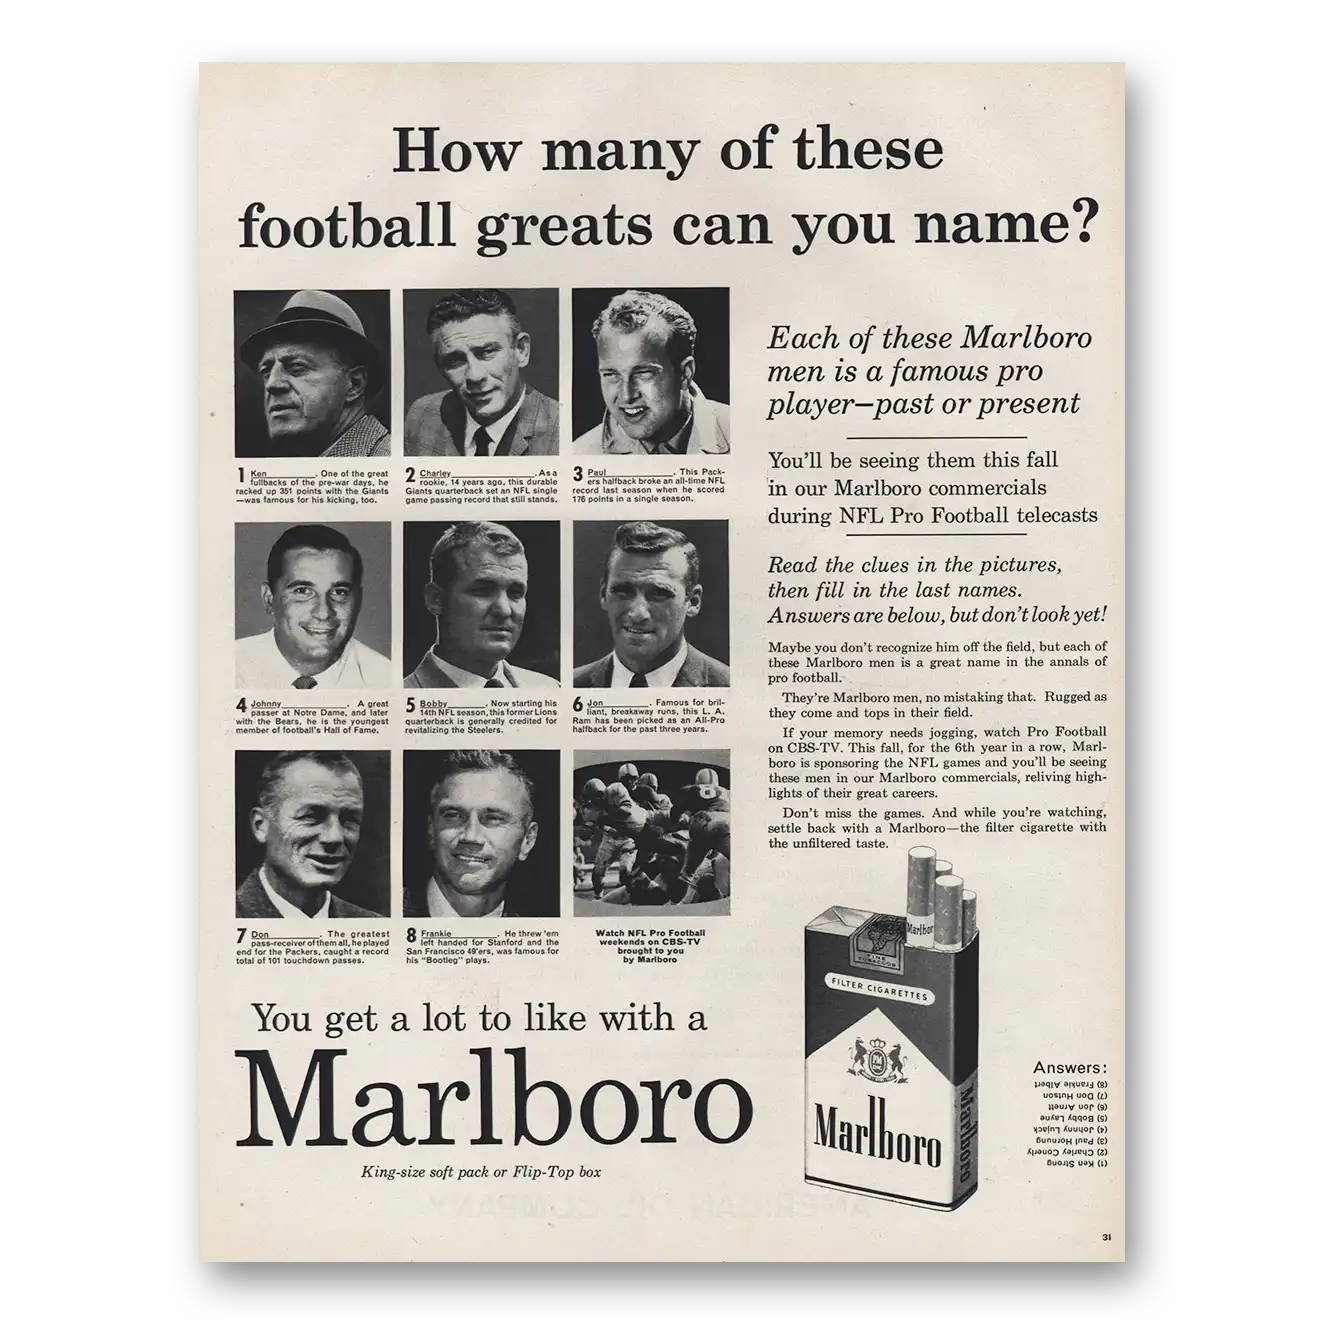 How many of these
football greats can you name?
1 Ken________. One of the great
fullbacks of the pre-war days, he
racked up 351 points with the Giants
—was famous for his kicking, too.
2 Charley____________. As a
rookie, 14 years ago, this durable
Giants quarterback set an NFL single
game passing record that still stands.
3 Paul__________. This Pack-
ers halfback broke an all-time NFL
record last season when he scored
176 points in a single season.
4 Johnny________. A great
passer at Notre Dame, and later
with the Bears, he is the youngest
member of football's Hall of Fame.
5 Bobby________. Now starting his
14th NFL season, this former Lions
quarterback is generally credited for
revitalizing the Steelers.
6 Jon________. Famous for bril-
liant, breakaway runs, this L. A.
Ram has been picked as an All-Pro
halfback for the past three years.
7 Don________. The greatest
pass-receiver of them all, he played
end for the Packers, caught a record
total of 101 touchdown passes.
8 Frankie________. He threw 'em
left handed for Stanford and the
San Francisco 49'ers, was famous for
his "Bootleg" plays.
Watch NFL Pro Football
weekends on CBS-TV
brought to you
by Marlboro
Each of these Marlboro
men is a famous pro
player—past or present
You'll be seeing them this fall
in our Marlboro commercials
during NFL Pro Football telecasts
Read the clues in the pictures,
then fill in the last names.
Answers are below, but don't look yet!
Maybe you don't recognize him off the field, but each of
these Marlboro men is a great name in the annals of
pro football.
They're Marlboro men, no mistaking that. Rugged as
they come and tops in their field.
If your memory needs jogging, watch Pro Football
on CBS-TV. This fall, for the 6th year in a row, Marl-
boro is sponsoring the NFL games and you'll be seeing
these men in our Marlboro commercials, reliving high-
lights of their great careers.
Don't miss the games. And while you're watching,
settle back with a Marlboro—the filter cigarette with
the unfiltered taste.
You get a lot to like with a
Marlboro
King-size soft pack or Flip-Top box
Marlboro
FINE
TOBACCOS
FILTER CIGARETTES
PM
Marlboro
Marlboro
Answers:
(1) Ken Strong
(2) Charley Conerly
(3) Paul Hornung
(4) Johnny Lujack
(5) Bobby Layne
(6) Jon Arnett
(7) Don Hutson
(8) Frankie Albert
31